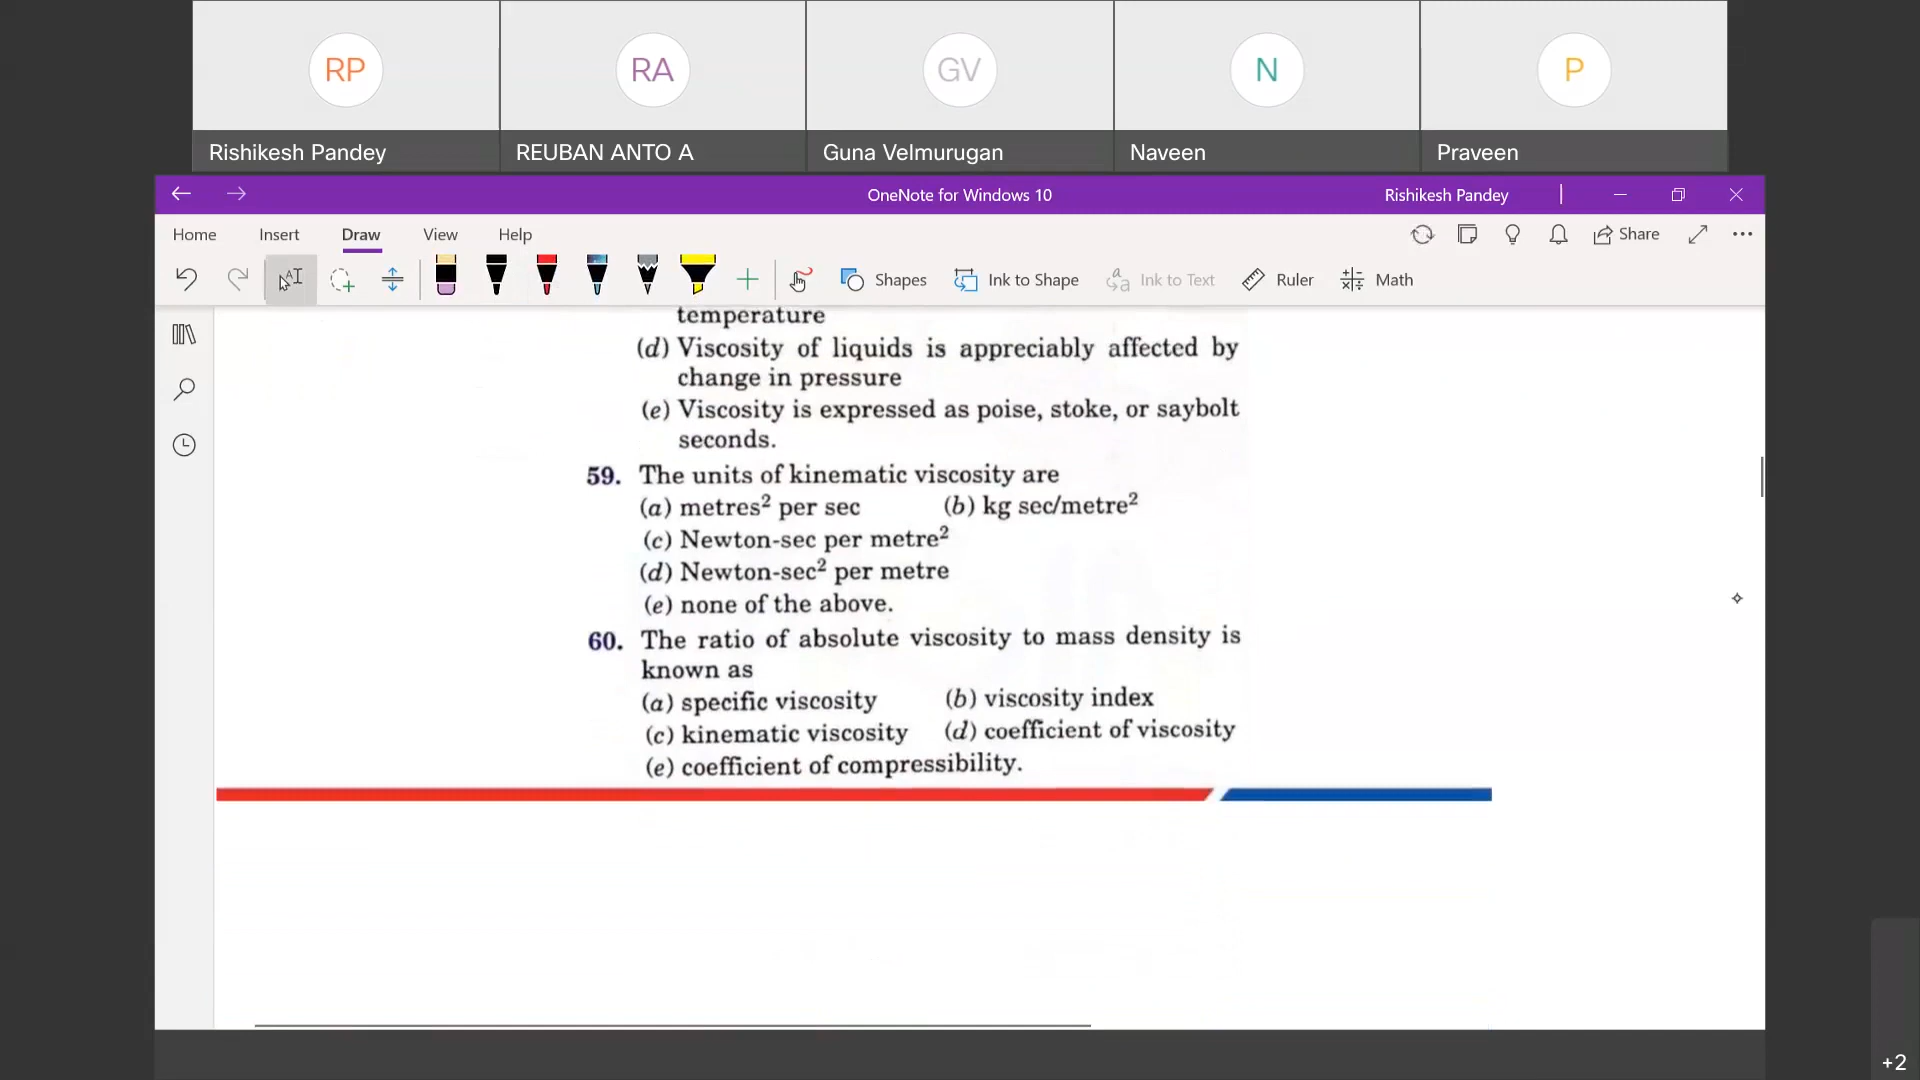 RP
RA
GV
N
P
Rishikesh Pandey
REUBAN ANTO A
Guna Velmurugan
Naveen
Praveen
OneNote for Windows 10
Rishikesh Pandey
Home
Insert
Draw
View
Help
Share
Shapes
Ink to Shape
Ink to Text
Ruler
Math
temperature
(d) Viscosity of liquids is appreciably affected by
change in pressure
(e) Viscosity is expressed as poise, stoke, or saybolt
seconds.
59. The units of kinematic viscosity are
(a) metres² per sec (b) kg sec/metre²
(c) Newton-sec per metre²
(d) Newton-sec² per metre
(e) none of the above.
60. The ratio of absolute viscosity to mass density is
known as
(a) specific viscosity (b) viscosity index
(c) kinematic viscosity (d) coefficient of viscosity
(e) coefficient of compressibility.
+2